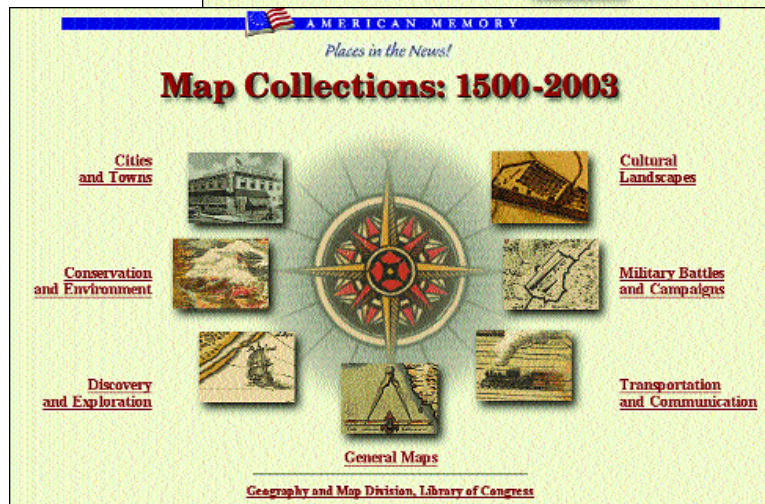 AMERICAN MEMORY
Places in the News!
Map Collections: 1500-2003
Cities
and Towns
Cultural
Landscapes
Conservation
and Environment
Military Battles
and Campaigns
Discovery
and Exploration
Transportation
and Communication
General Maps
Geography and Map Division, Library of Congress